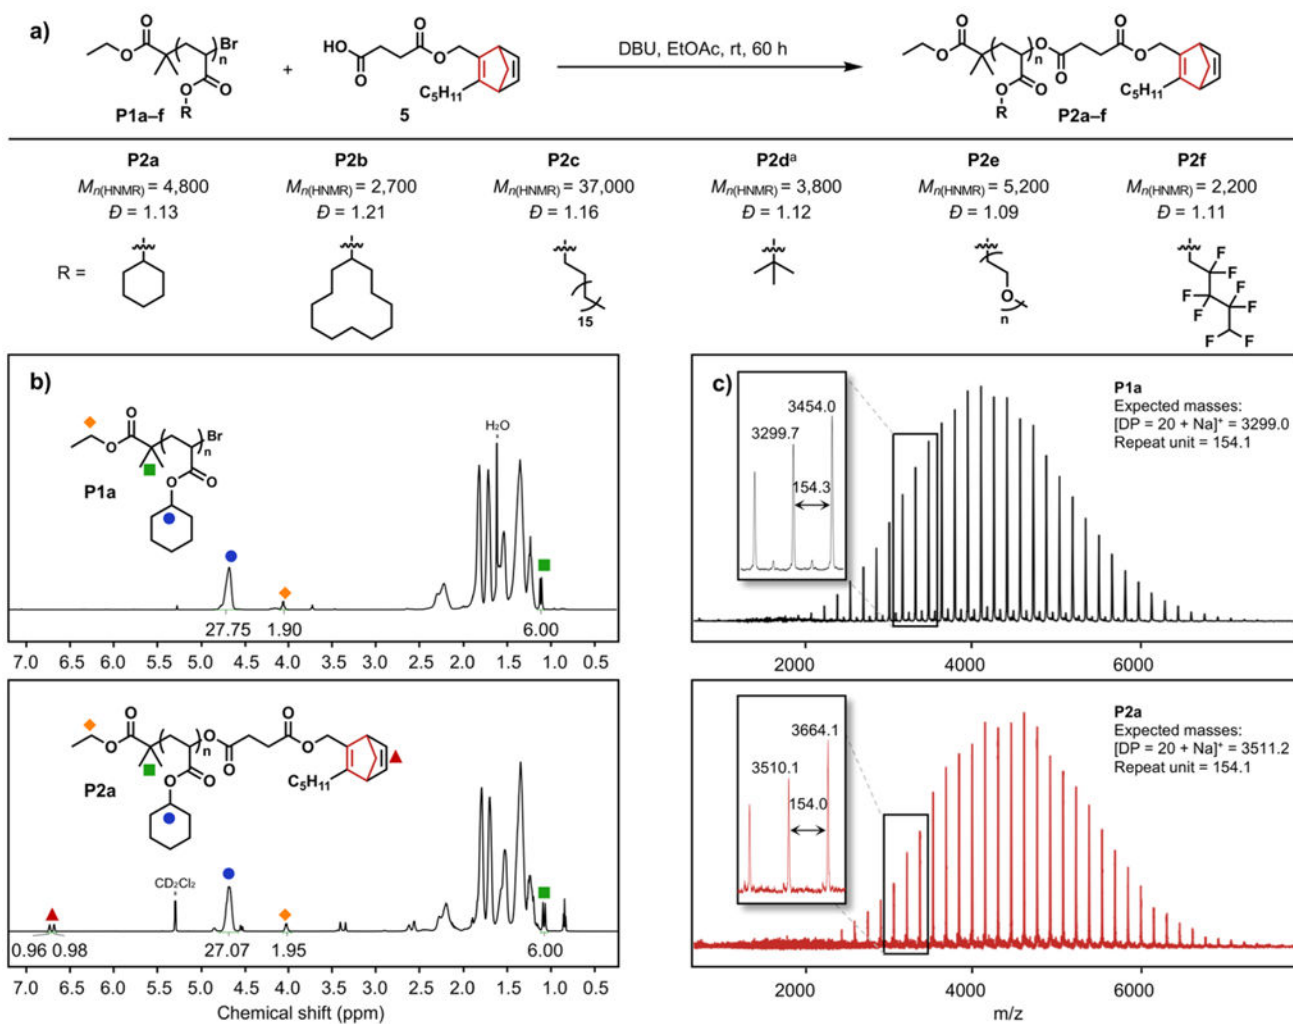 a)
O
O
Br
n
O
O
R
P1a–f
+
HO
O
O
O
C5H11
5
DBU, EtOAc, rt, 60 h
O
O
n
O
O
R
O
O
O
O
C5H11
P2a–f
P2a
Mn(HNMR) = 4,800
Đ = 1.13
P2b
Mn(HNMR) = 2,700
Đ = 1.21
P2c
Mn(HNMR) = 37,000
Đ = 1.16
P2dᵃ
Mn(HNMR) = 3,800
Đ = 1.12
P2e
Mn(HNMR) = 5,200
Đ = 1.09
P2f
Mn(HNMR) = 2,200
Đ = 1.11
R =
15
O
n
F
F
F
F
F
F
F
F
b)
O
O
Br
n
O
O
P1a
H2O
27.75
1.90
6.00
7.0 6.5 6.0 5.5 5.0 4.5 4.0 3.5 3.0 2.5 2.0 1.5 1.0 0.5
O
O
n
O
O
O
O
O
O
C5H11
P2a
CD2Cl2
0.96 0.98
27.07
1.95
6.00
7.0 6.5 6.0 5.5 5.0 4.5 4.0 3.5 3.0 2.5 2.0 1.5 1.0 0.5
Chemical shift (ppm)
c)
3454.0
3299.7
154.3
P1a
Expected masses:
[DP = 20 + Na]⁺ = 3299.0
Repeat unit = 154.1
2000 4000 6000
3664.1
3510.1
154.0
P2a
Expected masses:
[DP = 20 + Na]⁺ = 3511.2
Repeat unit = 154.1
2000 4000 6000
m/z